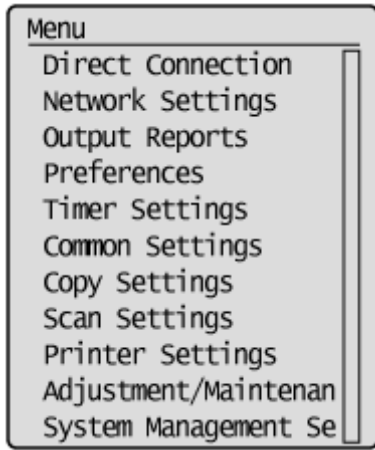 Menu
Direct Connection
Network Settings
Output Reports
Preferences
Timer Settings
Common Settings
Copy Settings
Scan Settings
Printer Settings
Adjustment/Maintenan
System Management Se